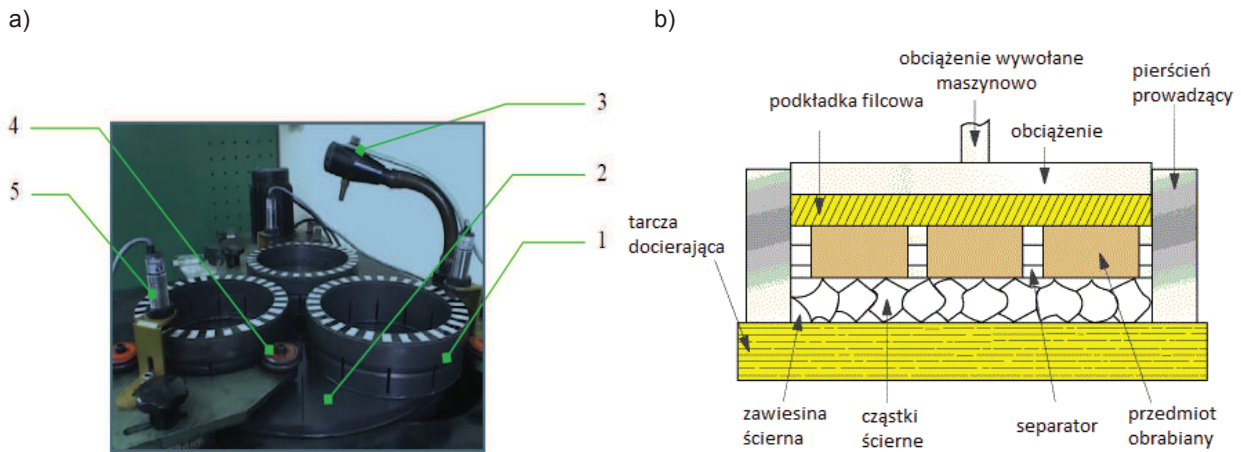 a)
3
4
2
5
1
b)
obciążenie wywołane
maszynowo
pierścień
prowadzący
podkładka filcowa
obciążenie
tarcza
docierająca
zawiesina
ścierna
cząstki
ścierne
separator
przedmiot
obrabiany